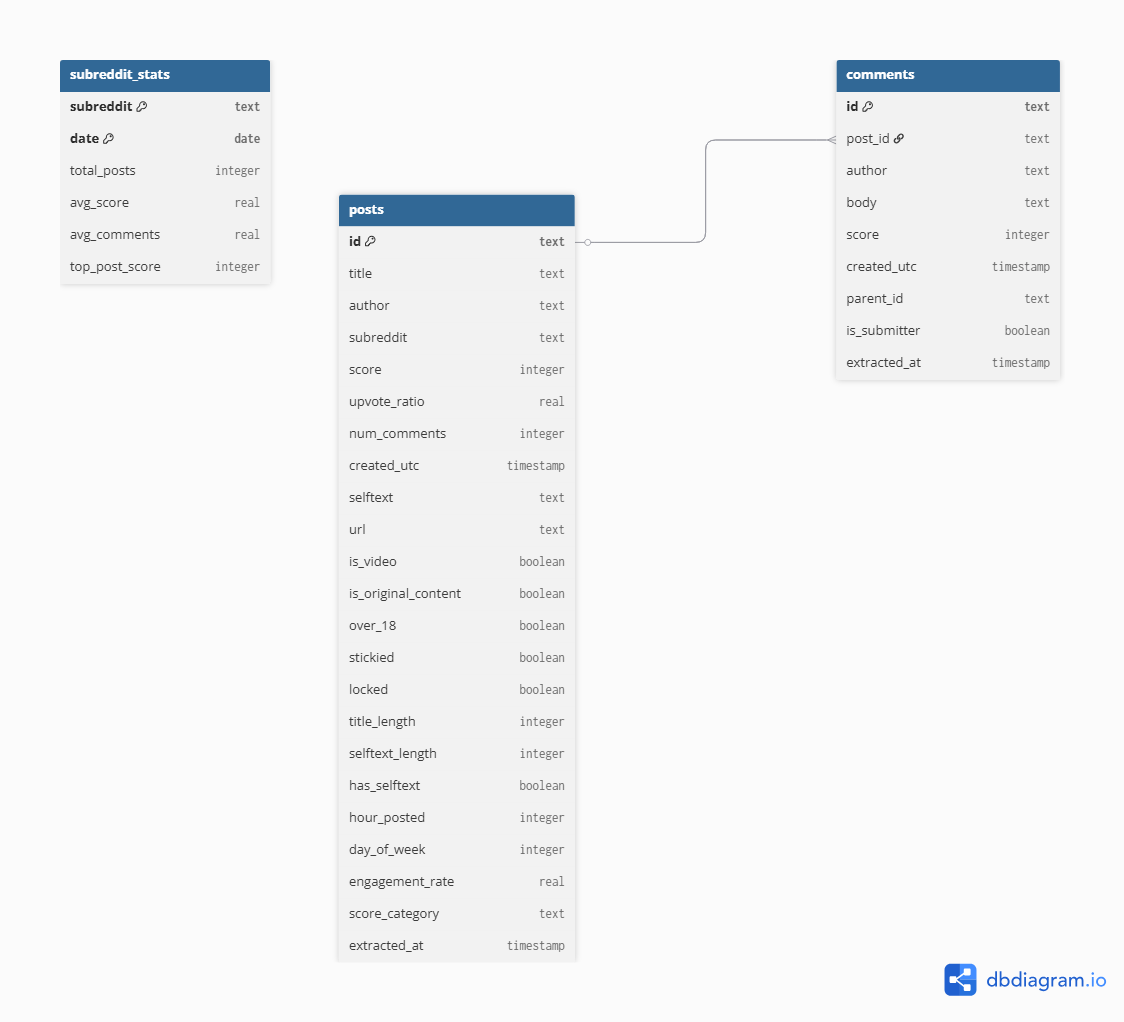 subreddit_stats
subreddit text
date date
total_posts integer
avg_score real
avg_comments real
top_post_score integer
posts
id text
title text
author text
subreddit text
score integer
upvote_ratio real
num_comments integer
created_utc timestamp
selftext text
url text
is_video boolean
is_original_content boolean
over_18 boolean
stickied boolean
locked boolean
title_length integer
selftext_length integer
has_selftext boolean
hour_posted integer
day_of_week integer
engagement_rate real
score_category text
extracted_at timestamp
comments
id text
post_id text
author text
body text
score integer
created_utc timestamp
parent_id text
is_submitter boolean
extracted_at timestamp
dbdiagram.io